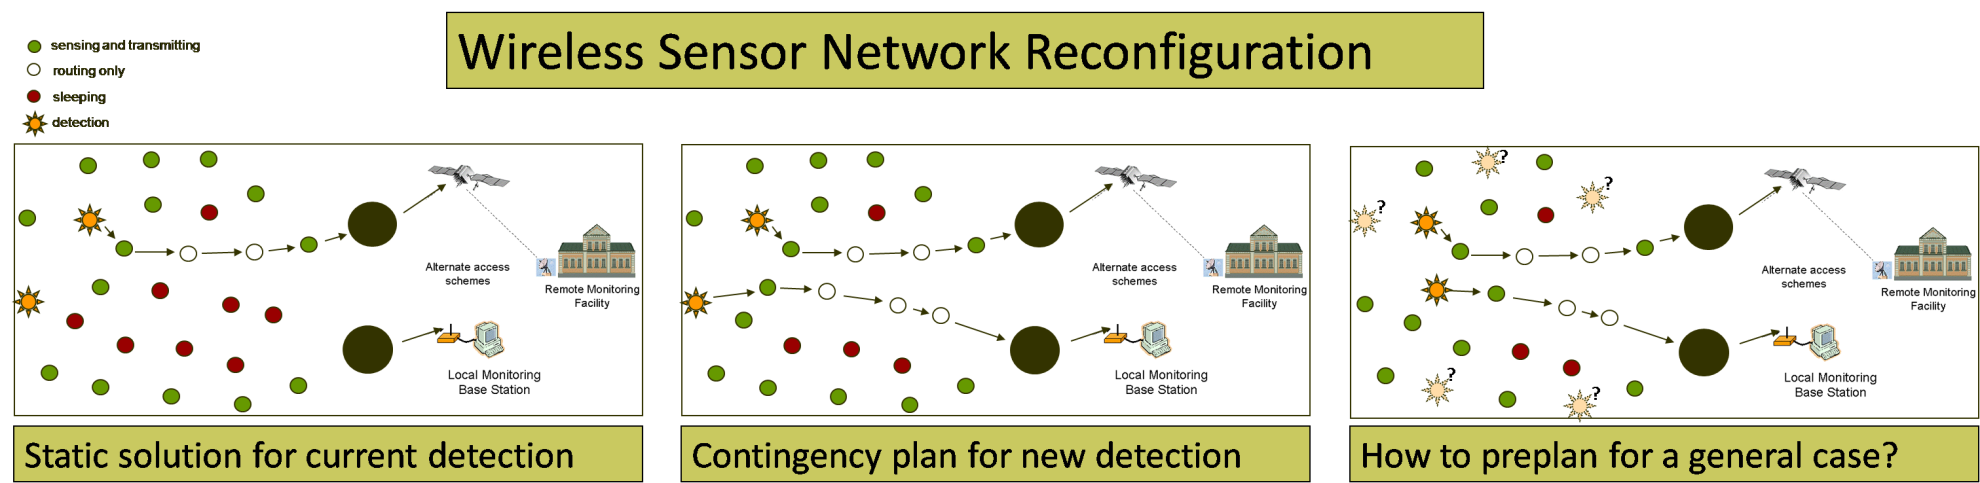 Wireless Sensor Network Reconfiguration
sensing and transmitting
routing only
sleeping
detection
Alternate access
schemes
Remote Monitoring
Facility
Local Monitoring
Base Station
Static solution for current detection
Alternate access
schemes
Remote Monitoring
Facility
Local Monitoring
Base Station
Contingency plan for new detection
?
?
?
Alternate access
schemes
Remote Monitoring
Facility
?
?
Local Monitoring
Base Station
How to preplan for a general case?